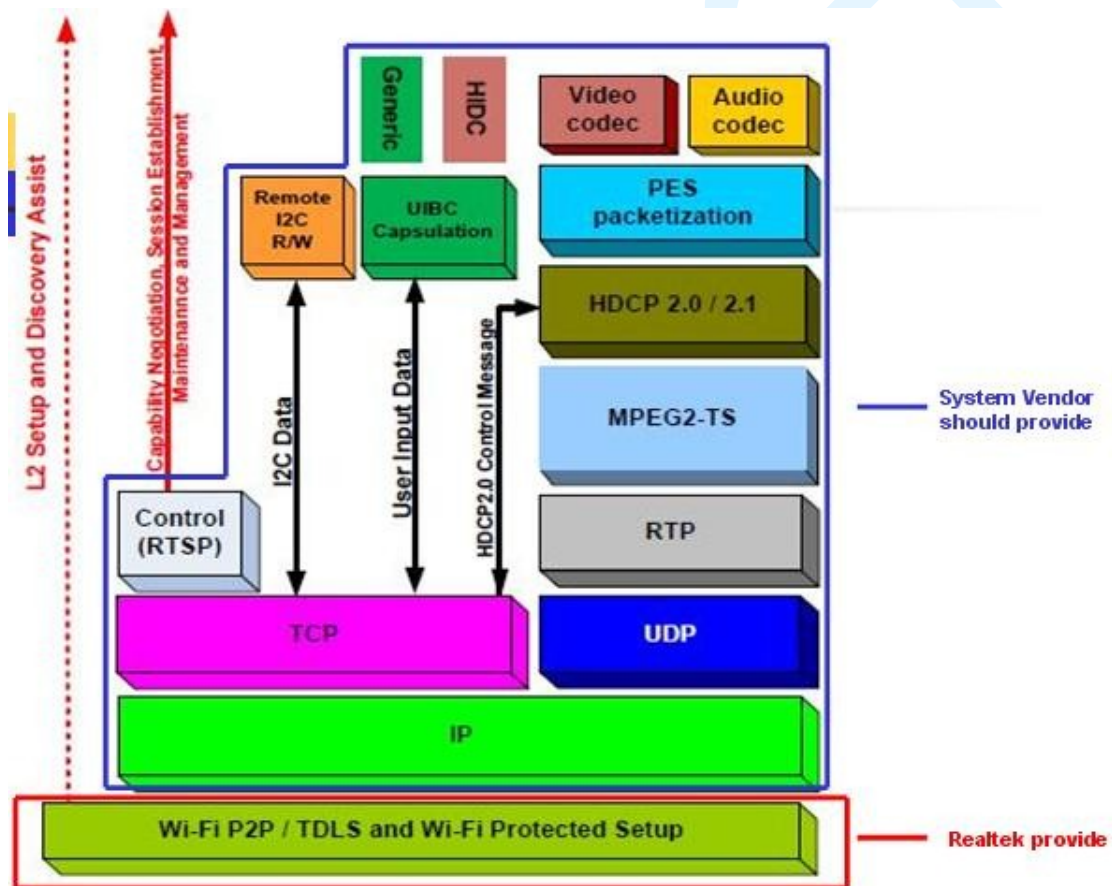 L2 Setup and Discovery Assist
Capability Negotiation, Session Establishment,
Maintenannce and Management
Generic
HIDC
Video
codec
Audio
codec
Remote
I2C
R/W
UIBC
Capsulation
PES
packetization
HDCP 2.0 / 2.1
I2C Data
User Input Data
HDCP2.0 Control Message
MPEG2-TS
System Vendor
should provide
Control
(RTSP)
RTP
TCP
UDP
IP
Wi-Fi P2P / TDLS and Wi-Fi Protected Setup
Realtek provide